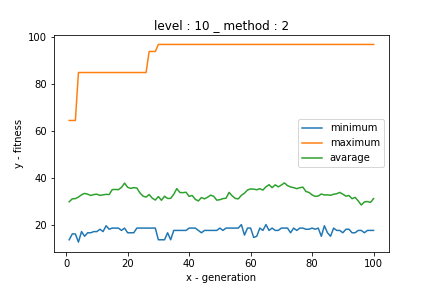 level : 10 _ method : 2
y - fitness
100
80
60
40
20
minimum
maximum
avarage
0 20 40 60 80 100
x - generation